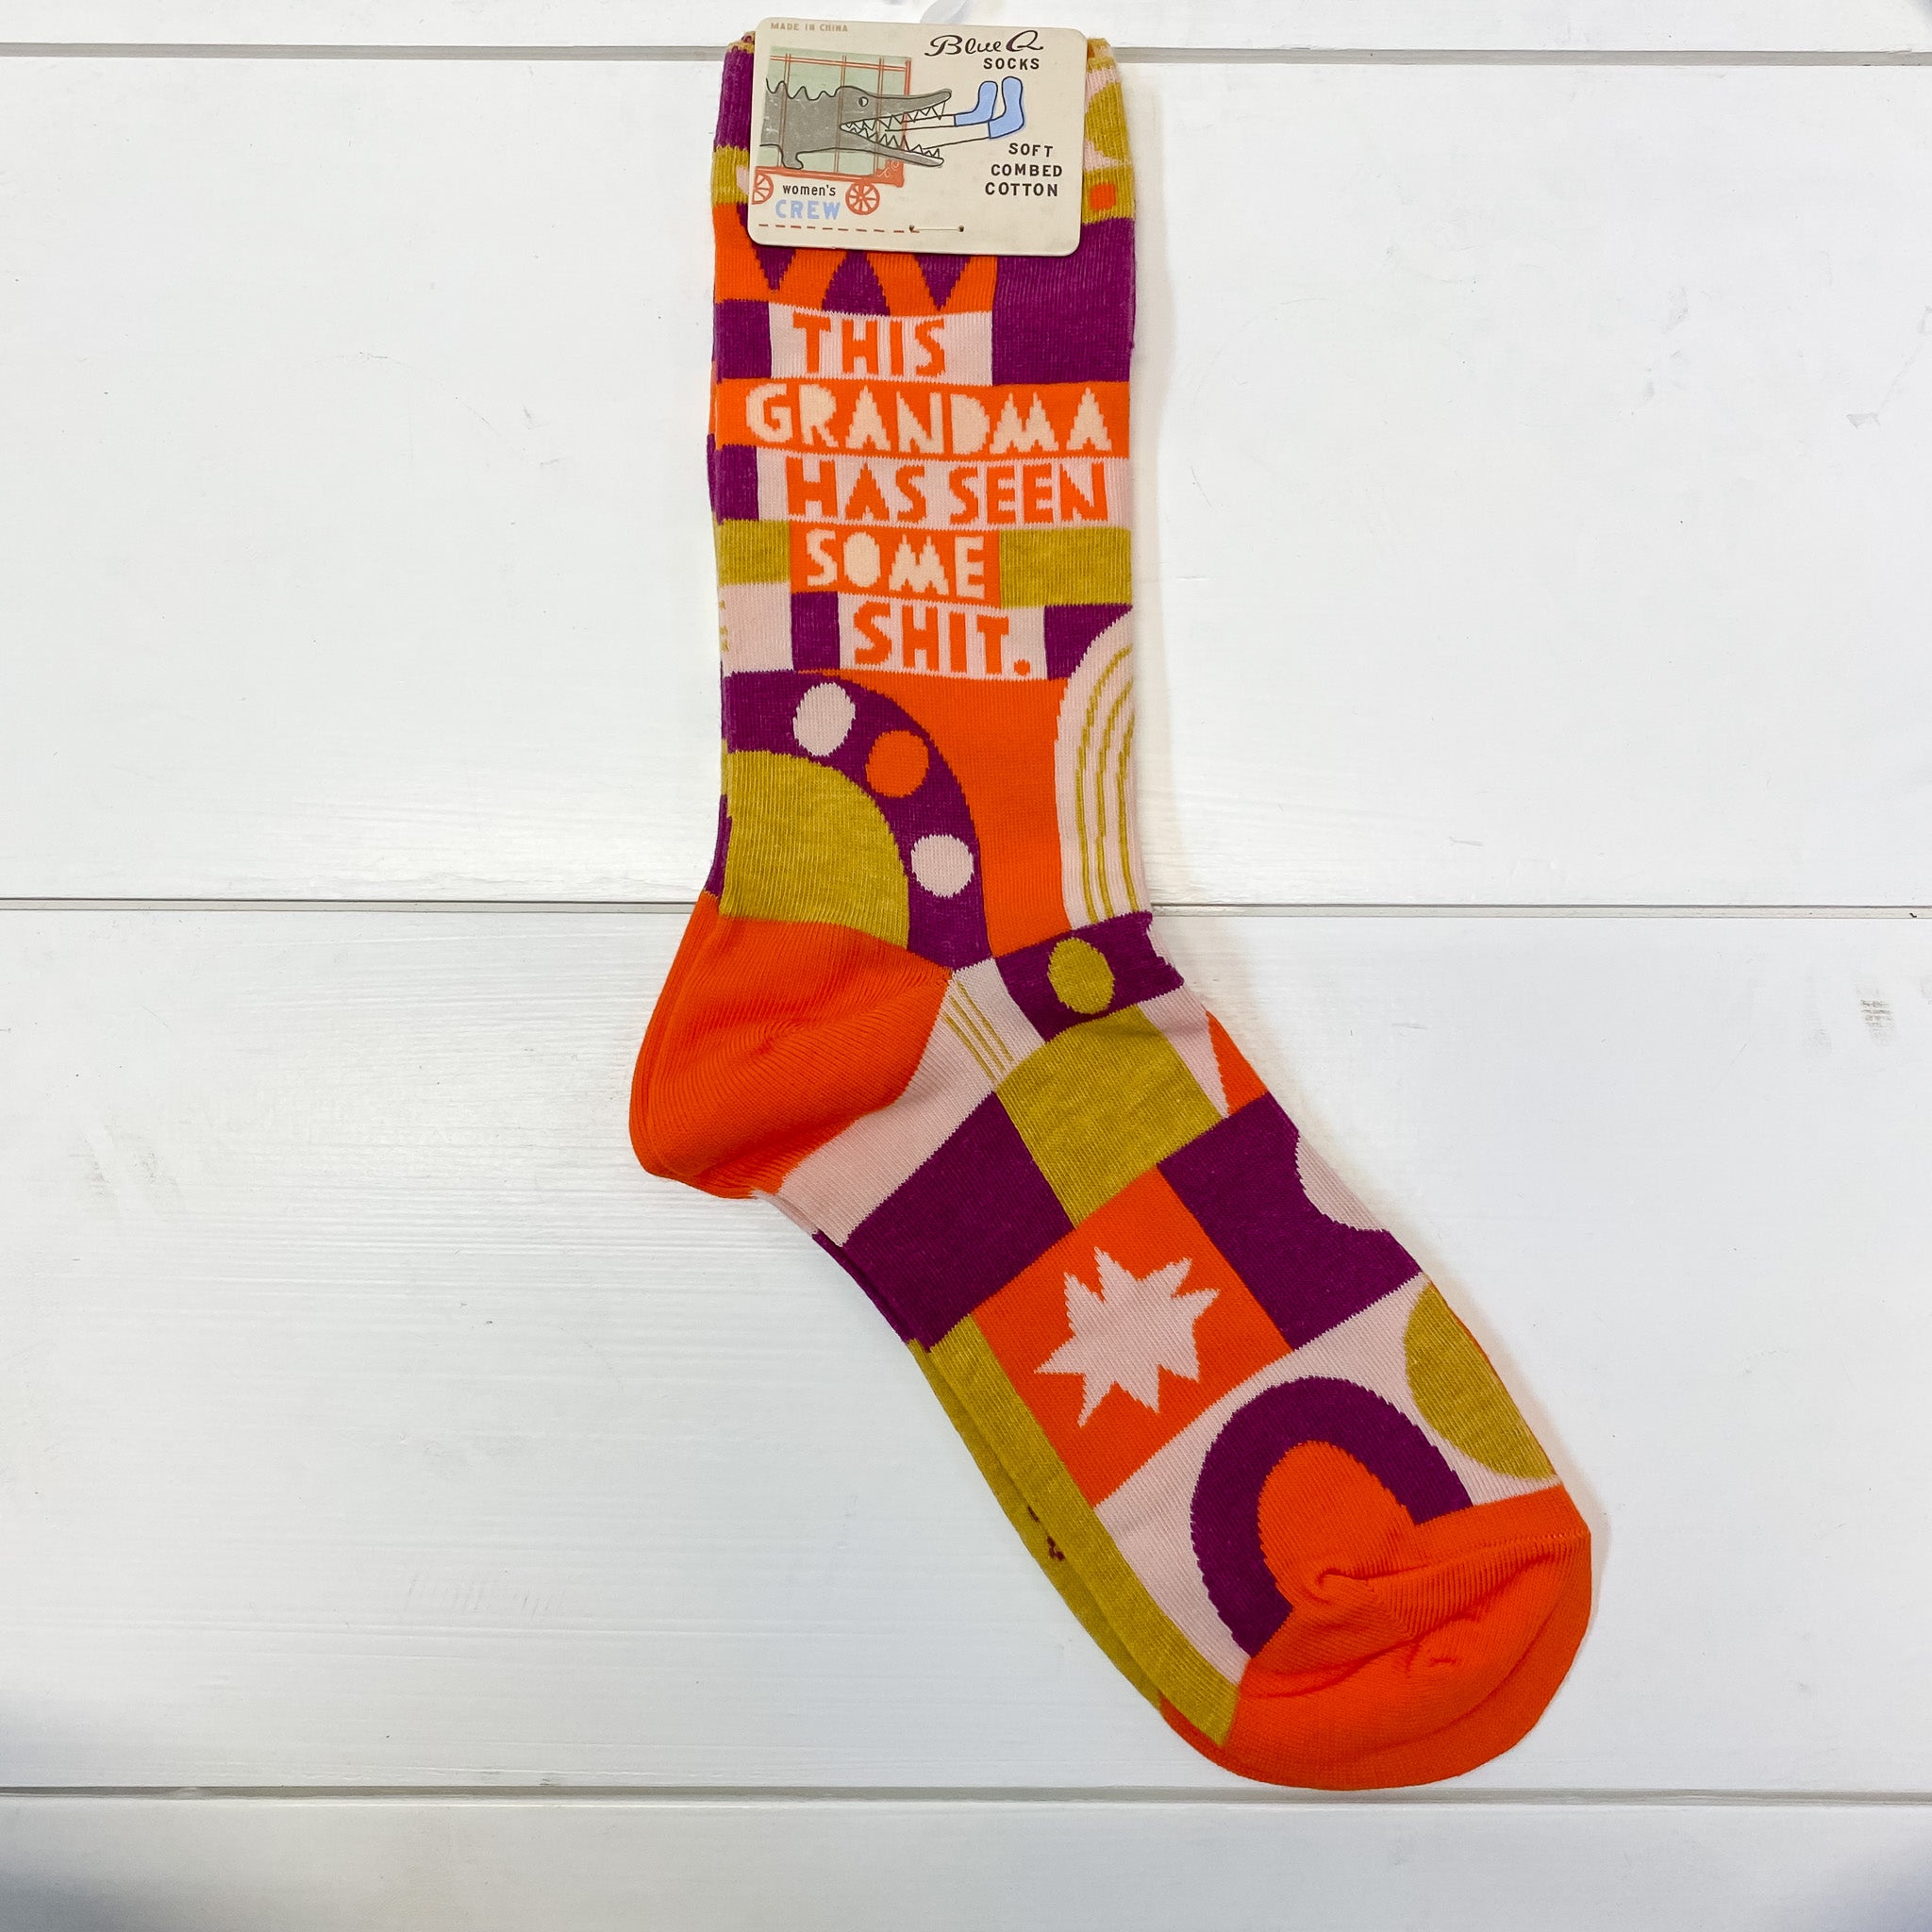 MADE IN CHINA
Blue Q
SOCKS
SOFT
COMBED
COTTON
women's
CREW
THIS
GRANDMA
HAS SEEN
SOME
SHIT.